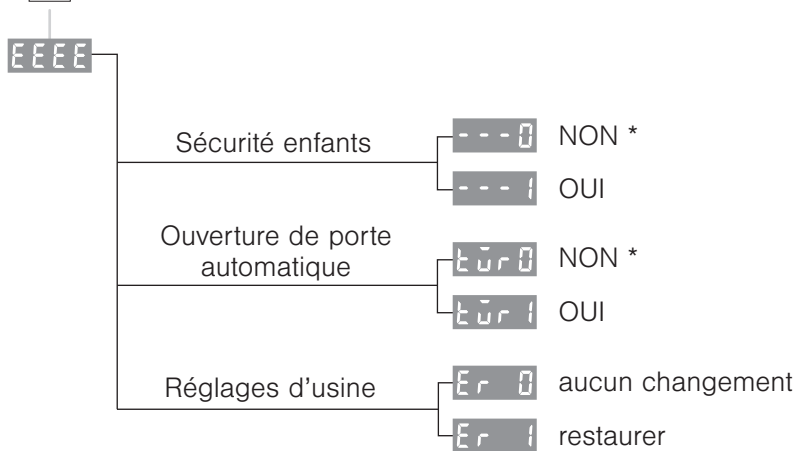 EEEE
Sécurité enfants
---0 NON *
---1 OUI
Ouverture de porte
automatique
tür0 NON *
tür1 OUI
Réglages d’usine
Er 0 aucun changement
Er 1 restaurer